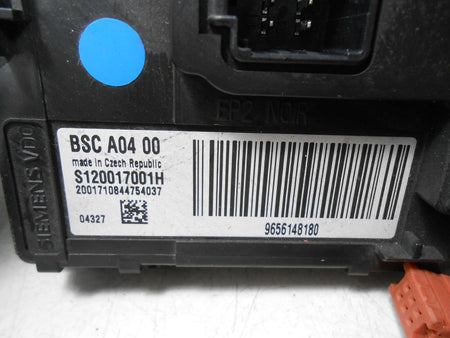 EP2 NOIR
SIEMENS VDO
BSC A04 00
made in Czech Republic
S120017001H
2001710844754037
04327
9656148180